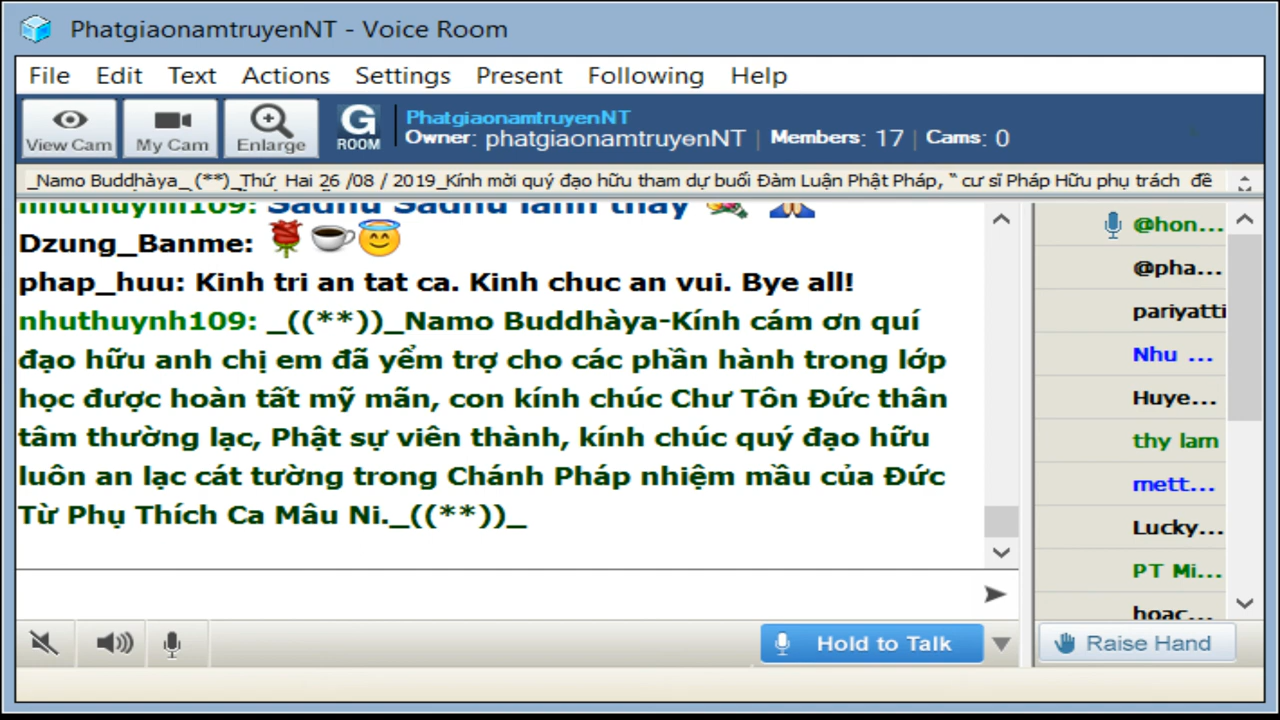 PhatgiaonamtruyenNT - Voice Room
File Edit Text Actions Settings Present Following Help
View Cam My Cam Enlarge G ROOM
PhatgiaonamtruyenNT
Owner: phatgiaonamtruyenNT | Members: 17 | Cams: 0
_Namo Buddhàya_ (**)_Thứ Hai 26 /08 / 2019_Kính mời quý đạo hữu tham dự buổi Đàm Luận Phật Pháp, “ cư sĩ Pháp Hữu phụ trách đề
nhuthuynh109: Sadhu Sadhu lành thay
Dzung_Banme:
phap_huu: Kinh tri an tat ca. Kinh chuc an vui. Bye all!
nhuthuynh109: _((**))_Namo Buddhàya-Kính cám ơn quí
đạo hữu anh chị em đã yểm trợ cho các phần hành trong lớp
học được hoàn tất mỹ mãn, con kính chúc Chư Tôn Đức thân
tâm thường lạc, Phật sự viên thành, kính chúc quý đạo hữu
luôn an lạc cát tường trong Chánh Pháp nhiệm mầu của Đức
Từ Phụ Thích Ca Mâu Ni._((**))_
@hon...
@pha...
pariyatti
Nhu ...
Huye...
thy lam
mett...
Lucky...
PT Mi...
hoac...
Hold to Talk
Raise Hand